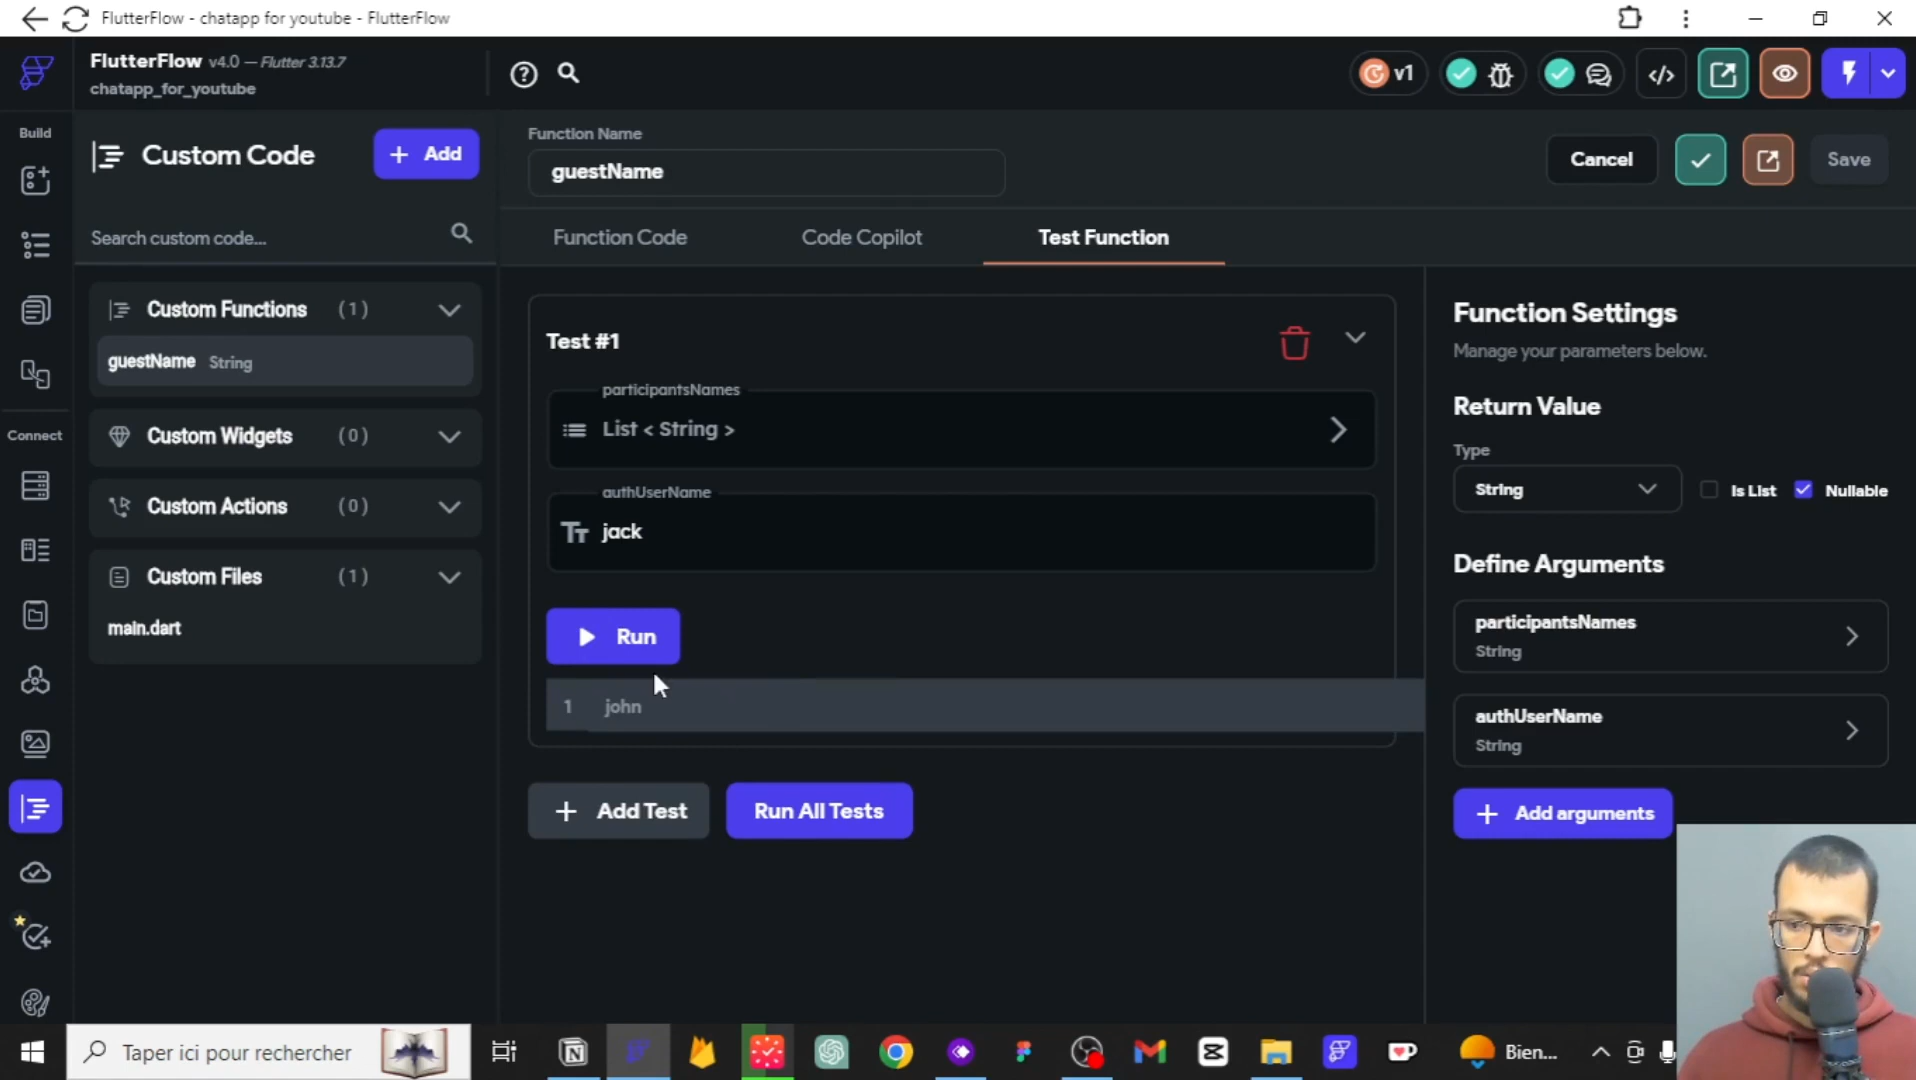 FlutterFlow - chatapp for youtube - FlutterFlow
FlutterFlow v4.0 — Flutter 3.13.7
chatapp_for_youtube
v1
Build
Connect
Custom Code
+ Add
Search custom code...
Custom Functions (1)
guestName String
Custom Widgets (0)
Custom Actions (0)
Custom Files (1)
main.dart
Function Name
guestName
Cancel
Save
Function Code
Code Copilot
Test Function
Test #1
participantsNames
List < String >
authUserName
Tt jack
Run
1 john
+ Add Test
Run All Tests
Function Settings
Manage your parameters below.
Return Value
Type
String
Is List
Nullable
Define Arguments
participantsNames
String
authUserName
String
+ Add arguments
Taper ici pour rechercher
Bien...